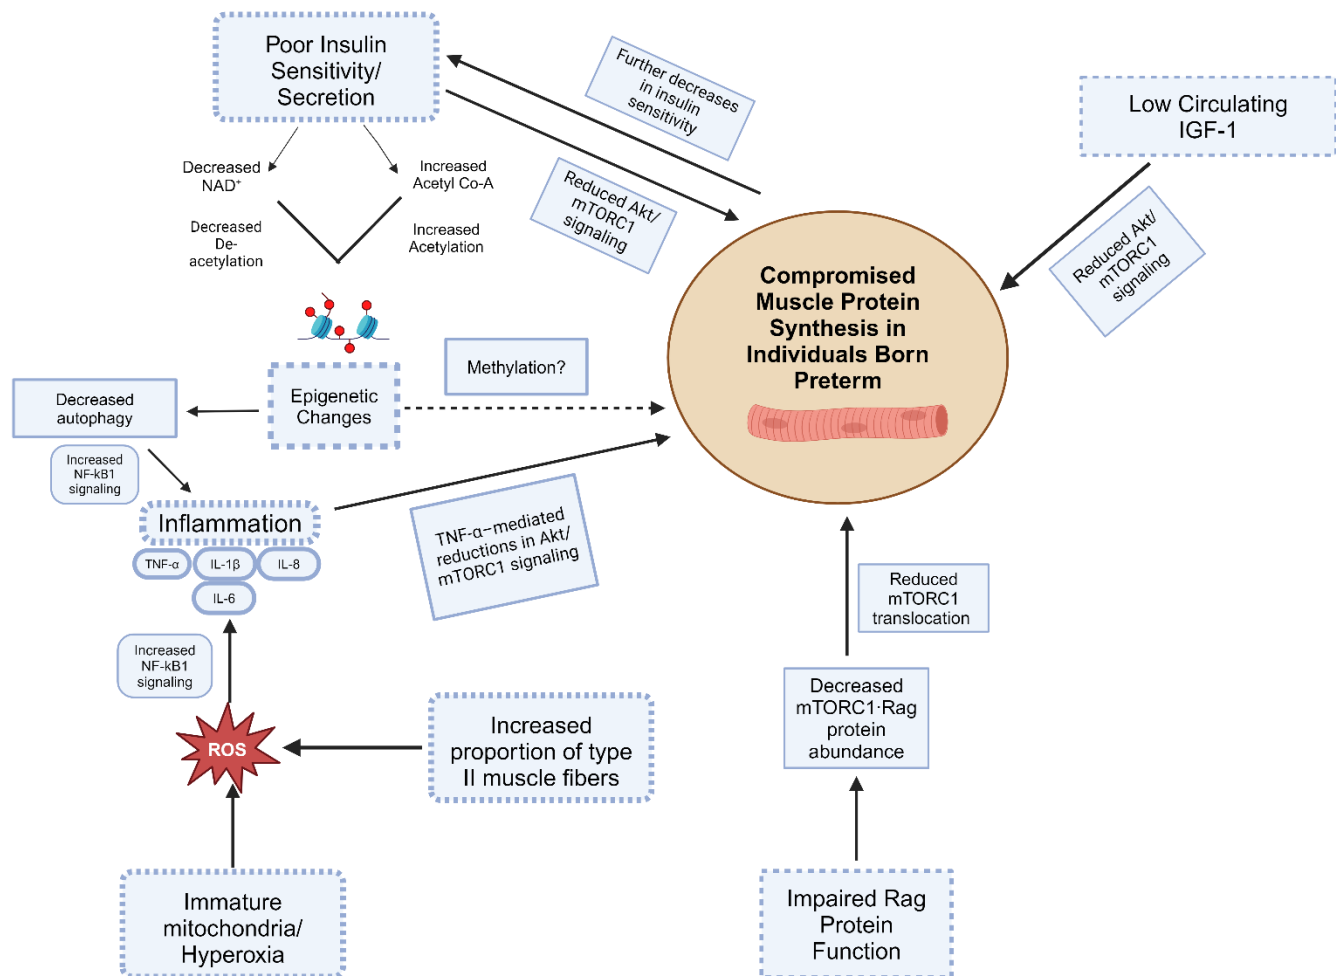 Poor Insulin
Sensitivity/
Secretion
Further decreases
in insulin
sensitivity
Low Circulating
IGF-1
Decreased
NAD⁺
Increased
Acetyl Co-A
Reduced Akt/
mTORC1
signaling
Reduced Akt/
mTORC1
signaling
Decreased
De-
acetylation
Increased
Acetylation
Compromised
Muscle Protein
Synthesis in
Individuals Born
Preterm
Methylation?
Epigenetic
Changes
Decreased
autophagy
Increased
NF-kB1
signaling
Inflammation
TNF-α
IL-1β
IL-8
IL-6
TNF-α–mediated
reductions in Akt/
mTORC1 signaling
Reduced
mTORC1
translocation
Increased
NF-kB1
signaling
ROS
Increased
proportion of type
II muscle fibers
Decreased
mTORC1·Rag
protein
abundance
Immature
mitochondria/
Hyperoxia
Impaired Rag
Protein
Function